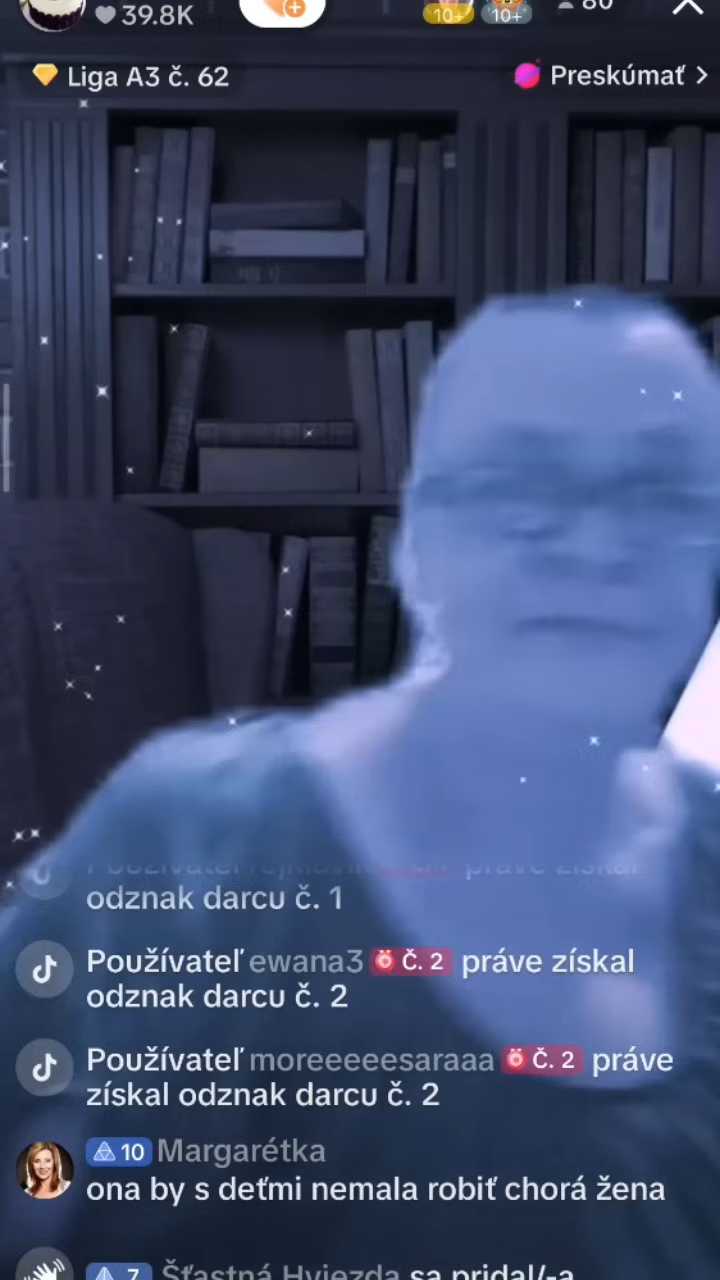 39.8K
10+
10+
80
Liga A3 č. 62
Preskúmať
odznak darcu č. 1
Používateľ ewana3 Č. 2 práve získal
odznak darcu č. 2
Používateľ moreeeeesaraaa Č. 2 práve
získal odznak darcu č. 2
10 Margarétka
ona by s deťmi nemala robiť chorá žena
7 Šťastná Hviezda sa pridal/-a